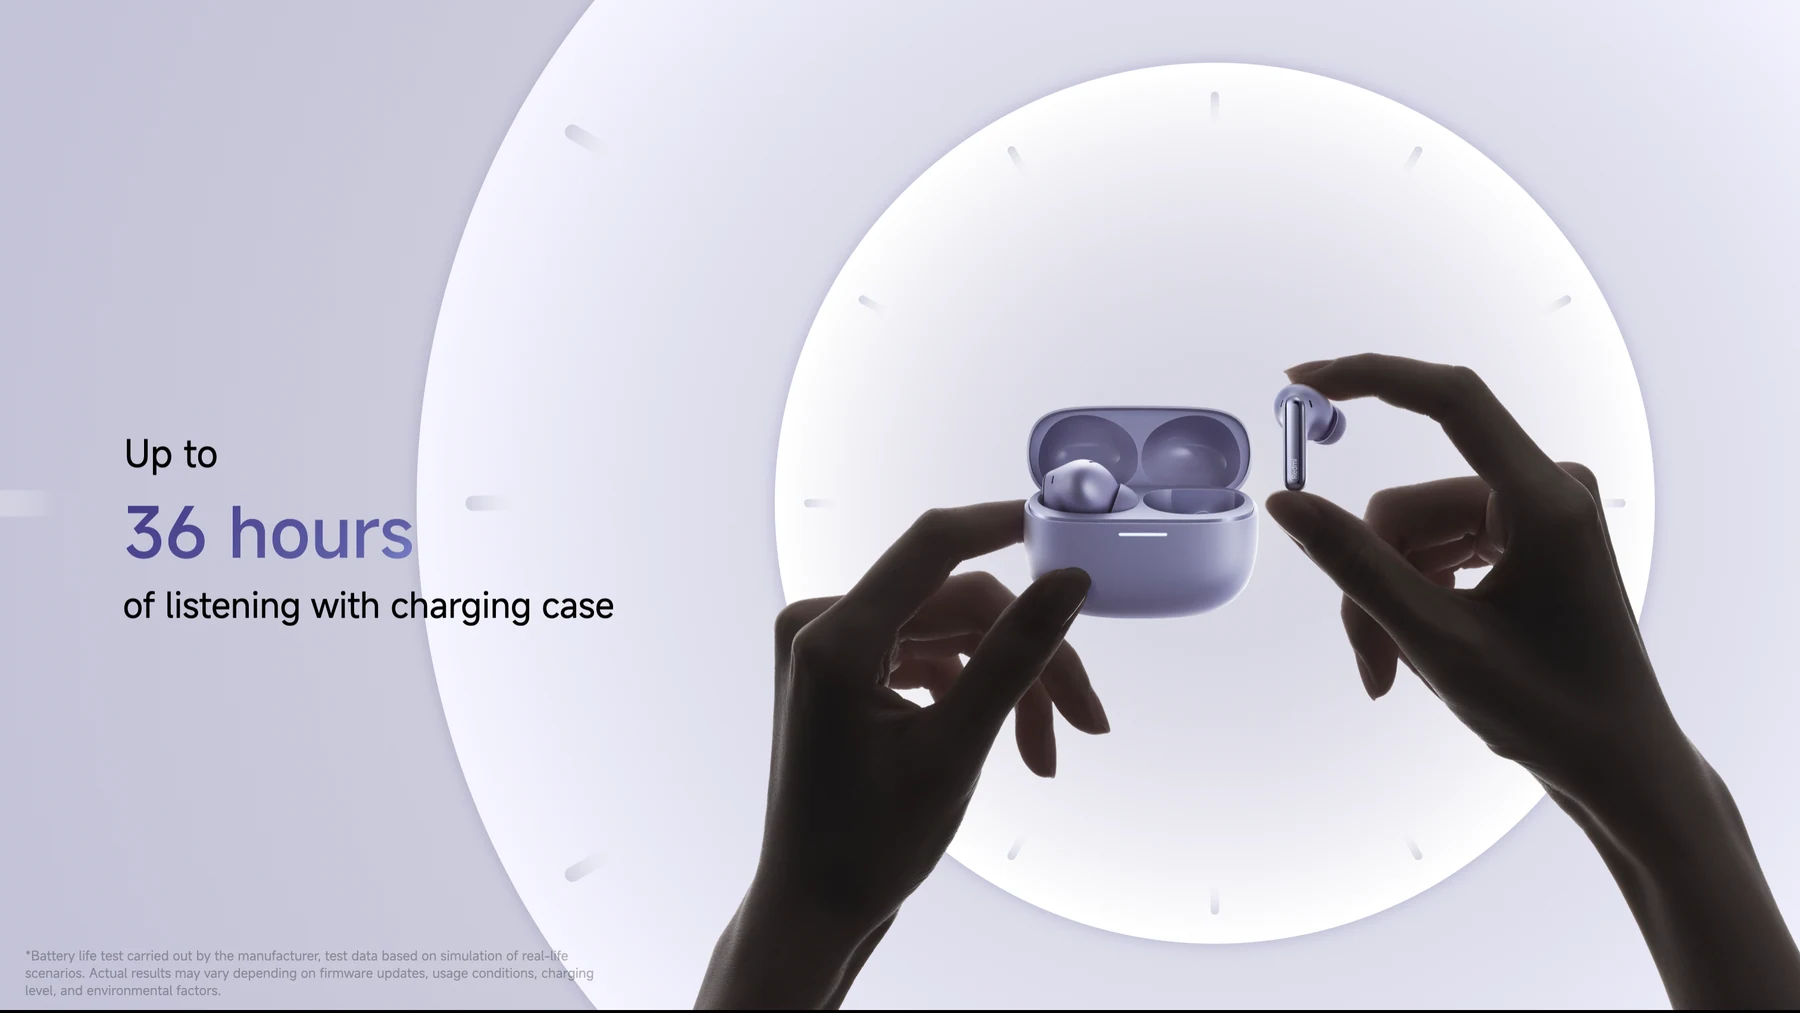 Up to
36 hours
of listening with charging case
Redmi
*Battery life test carried out by the manufacturer, test data based on simulation of real-life
scenarios. Actual results may vary depending on firmware updates, usage conditions, charging
level, and environmental factors.